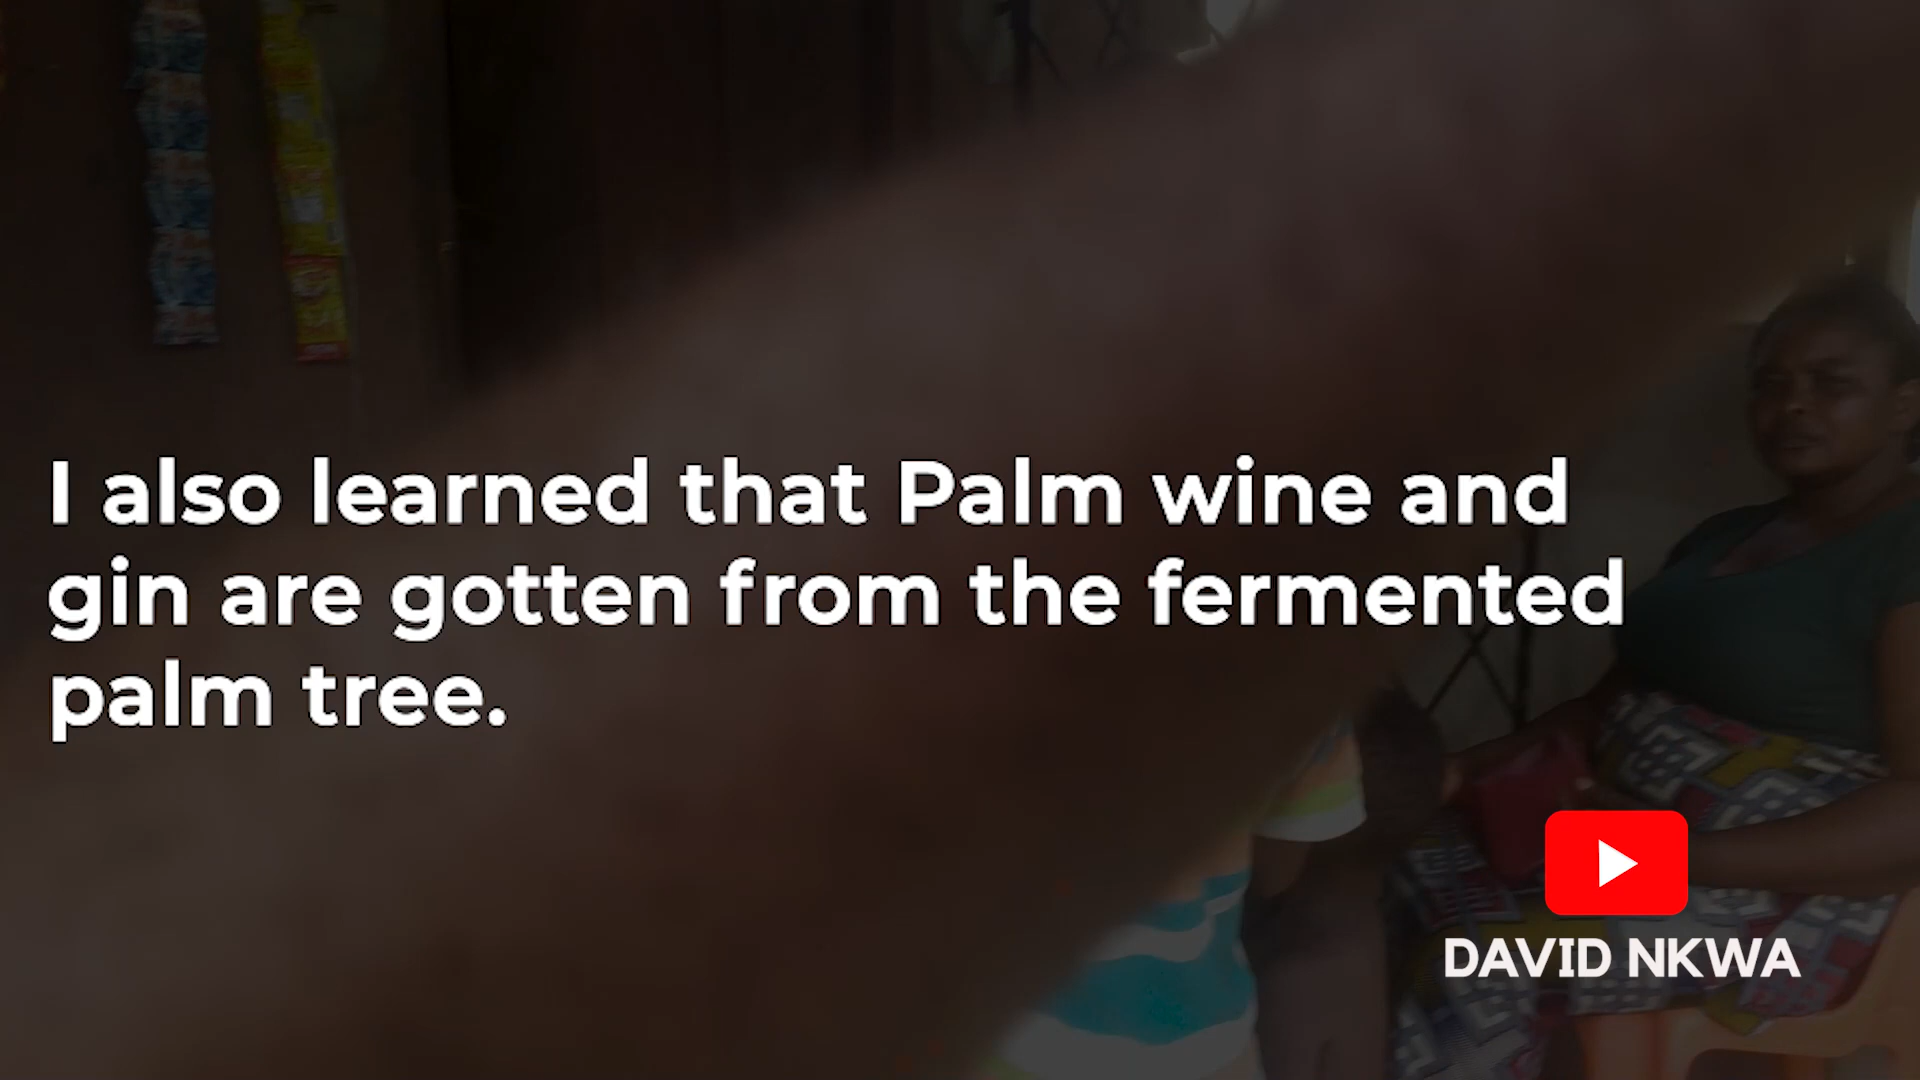 I also learned that Palm wine and
gin are gotten from the fermented
palm tree.
DAVID NKWA